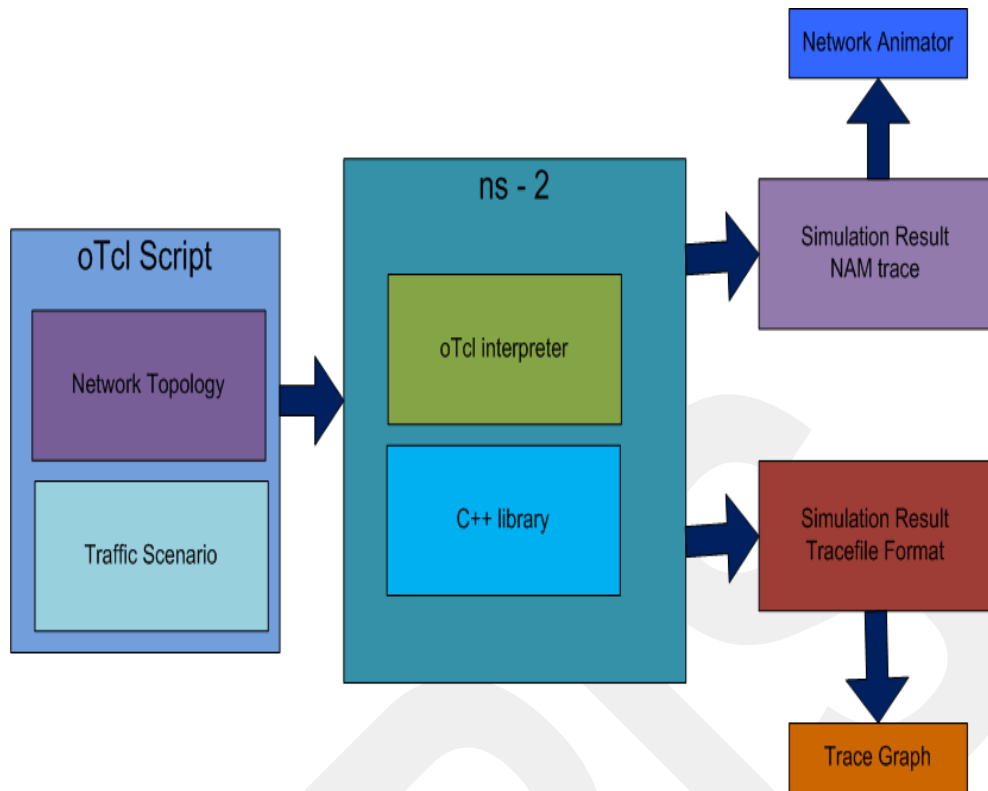 oTcl Script
Network Topology
Traffic Scenario
ns - 2
oTcl interpreter
C++ library
Network Animator
Simulation Result
NAM trace
Simulation Result
Tracefile Format
Trace Graph